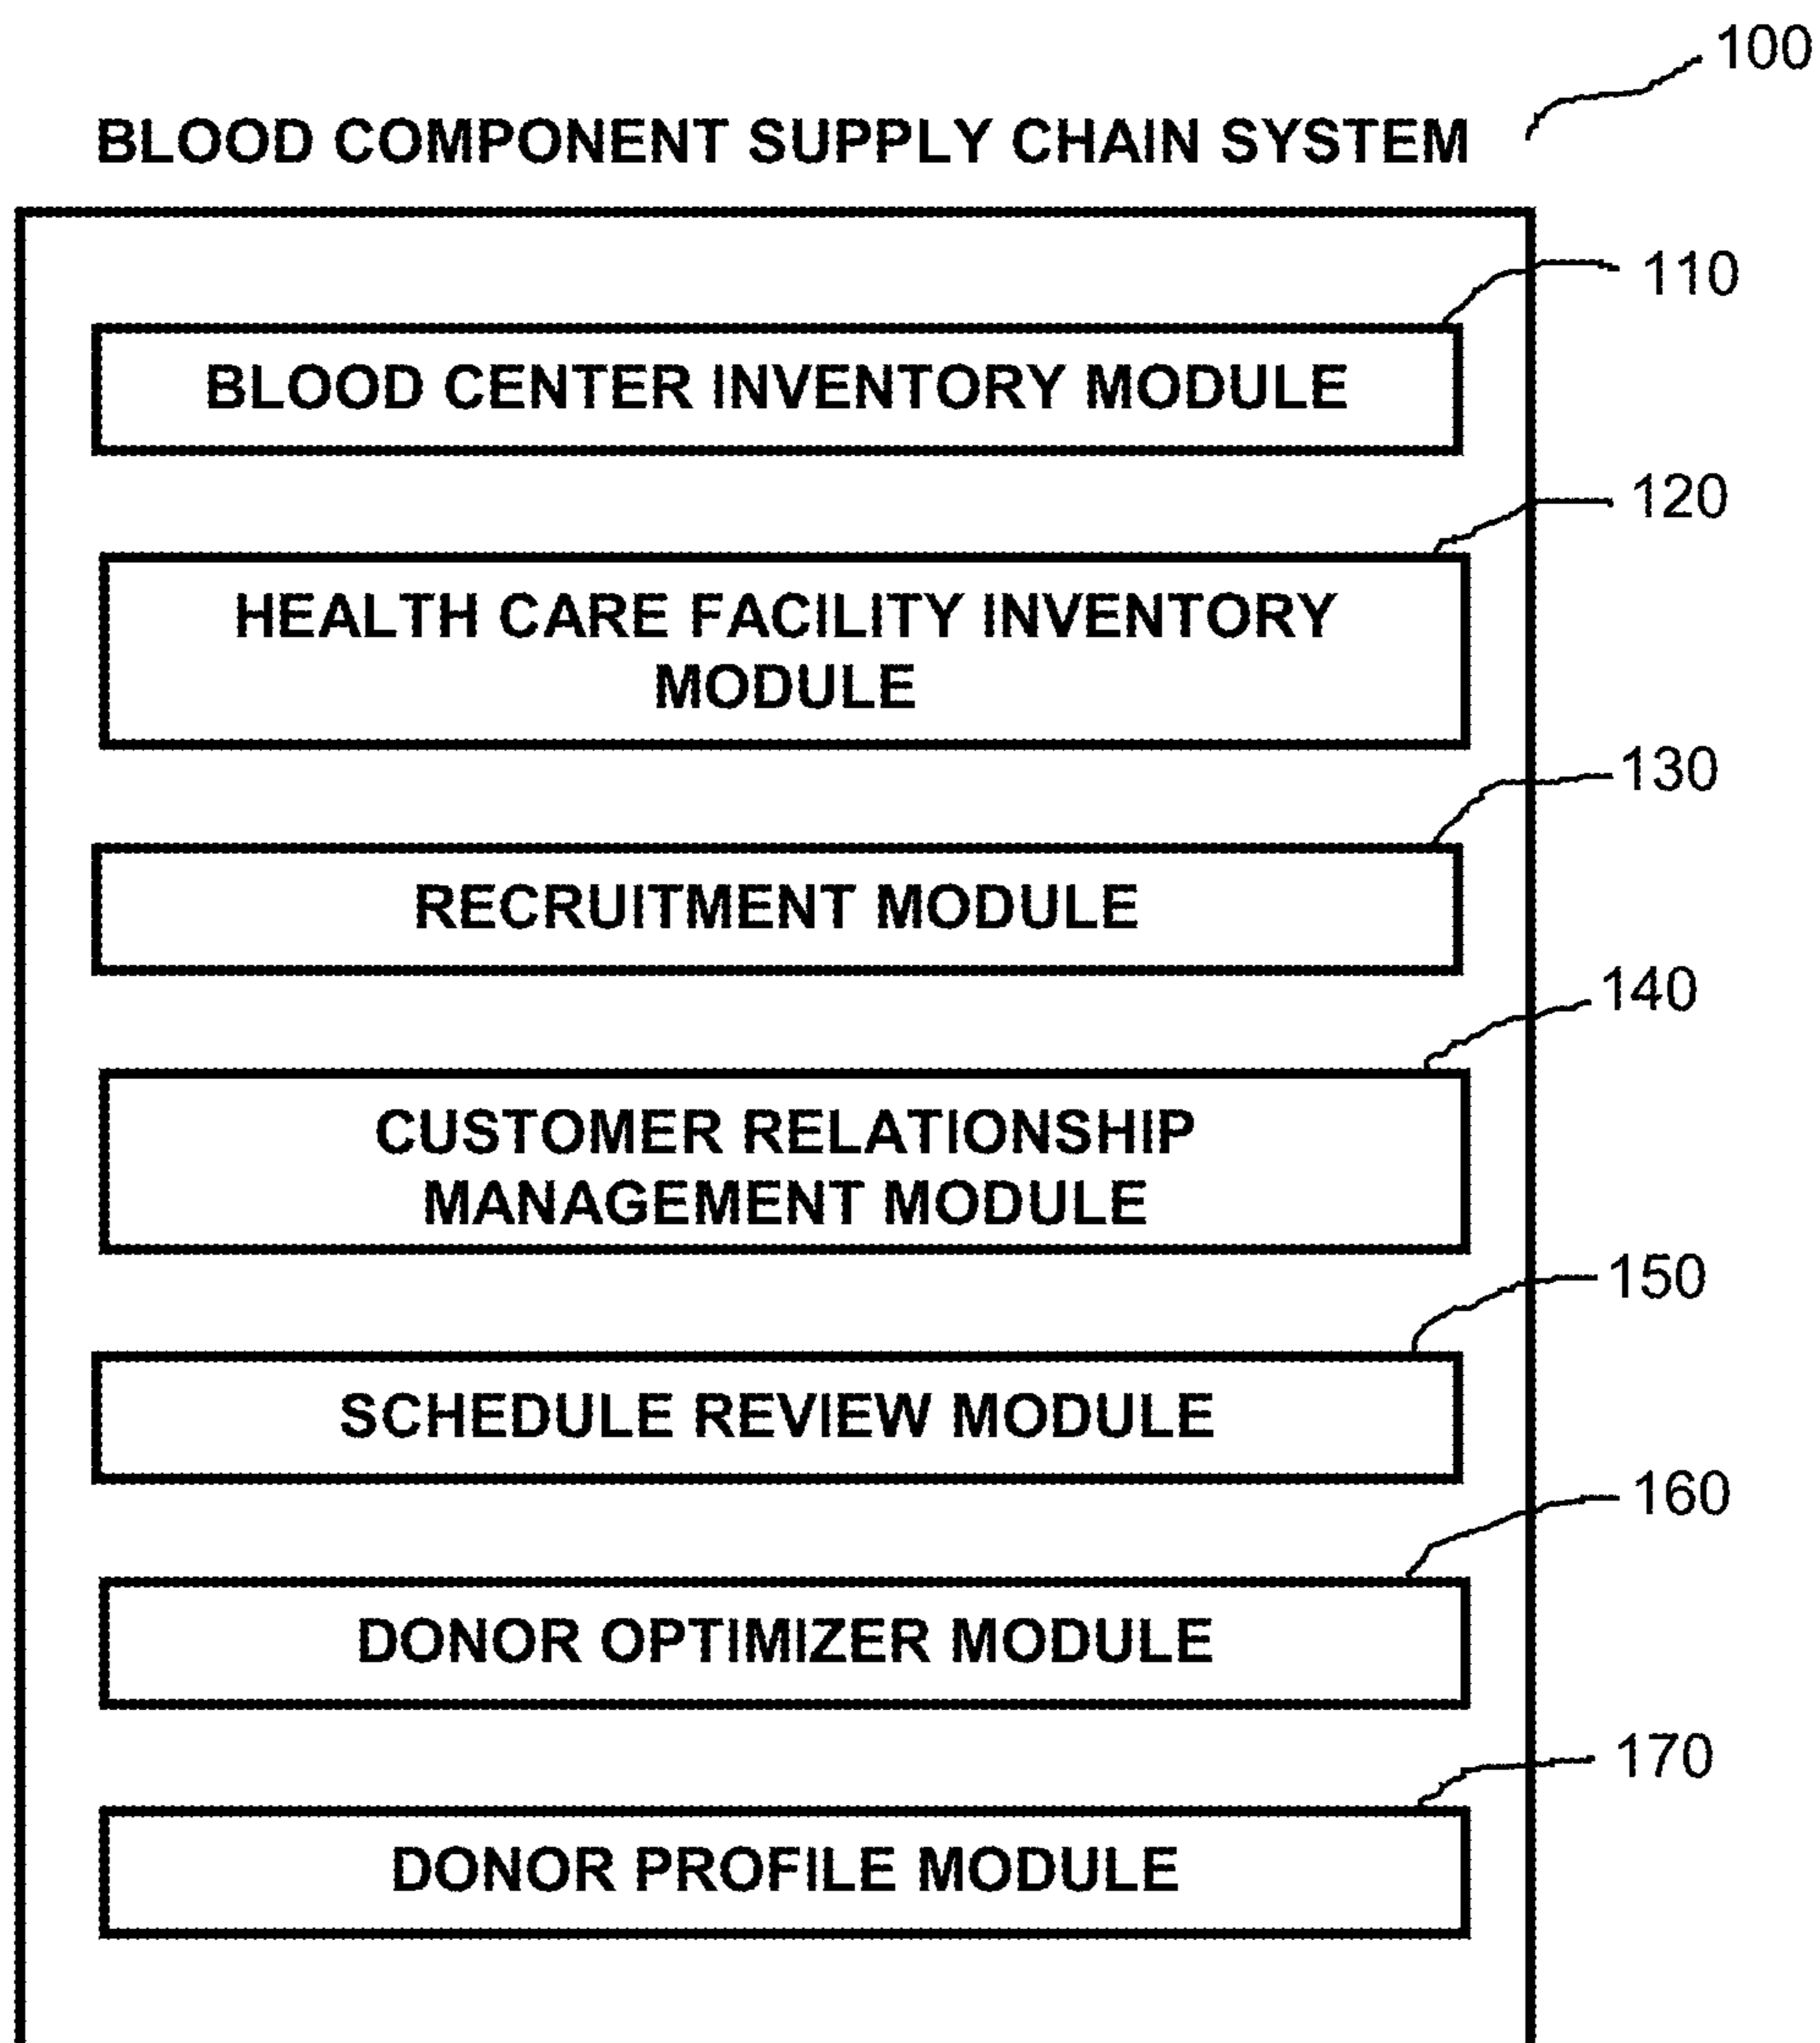 100
BLOOD COMPONENT SUPPLY CHAIN SYSTEM
110
BLOOD CENTER INVENTORY MODULE
120
HEALTH CARE FACILITY INVENTORY
MODULE
130
RECRUITMENT MODULE
140
CUSTOMER RELATIONSHIP
MANAGEMENT MODULE
150
SCHEDULE REVIEW MODULE
160
DONOR OPTIMIZER MODULE
170
DONOR PROFILE MODULE